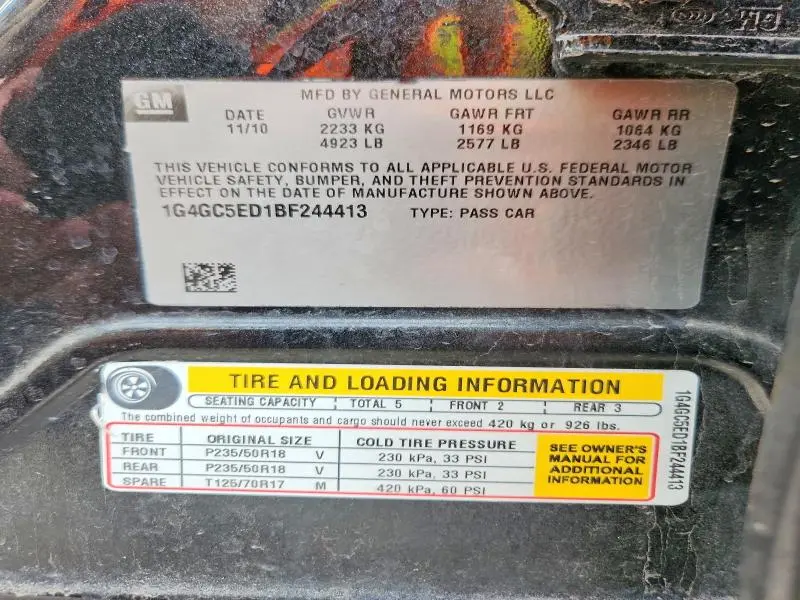 GM
MFD BY GENERAL MOTORS LLC
DATE GVWR GAWR FRT GAWR RR
11/10 2233 KG 1169 KG 1064 KG
4923 LB 2577 LB 2346 LB
THIS VEHICLE CONFORMS TO ALL APPLICABLE U.S. FEDERAL MOTOR
VEHICLE SAFETY, BUMPER, AND THEFT PREVENTION STANDARDS IN
EFFECT ON THE DATE OF MANUFACTURE SHOWN ABOVE.
1G4GC5ED1BF244413 TYPE: PASS CAR
TIRE AND LOADING INFORMATION
SEATING CAPACITY TOTAL 5 FRONT 2 REAR 3
The combined weight of occupants and cargo should never exceed 420 kg or 926 lbs.
TIRE ORIGINAL SIZE COLD TIRE PRESSURE
FRONT P235/50R18 V 230 kPa, 33 PSI
REAR P235/50R18 V 230 kPa, 33 PSI
SPARE T125/70R17 M 420 kPa, 60 PSI
SEE OWNER'S
MANUAL FOR
ADDITIONAL
INFORMATION
1G4GC5ED1BF244413